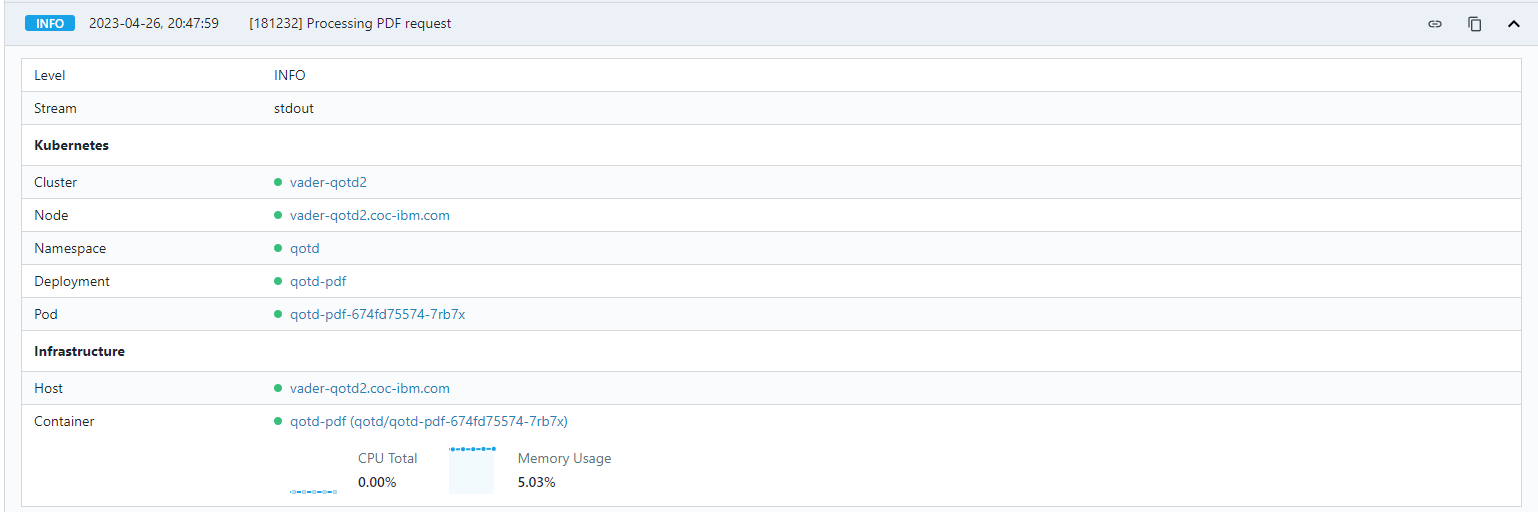 INFO 2023-04-26, 20:47:59 [181232] Processing PDF request
Level INFO
Stream stdout
Kubernetes
Cluster vader-qotd2
Node vader-qotd2.coc-ibm.com
Namespace qotd
Deployment qotd-pdf
Pod qotd-pdf-674fd75574-7rb7x
Infrastructure
Host vader-qotd2.coc-ibm.com
Container qotd-pdf (qotd/qotd-pdf-674fd75574-7rb7x)
CPU Total Memory Usage
0.00% 5.03%